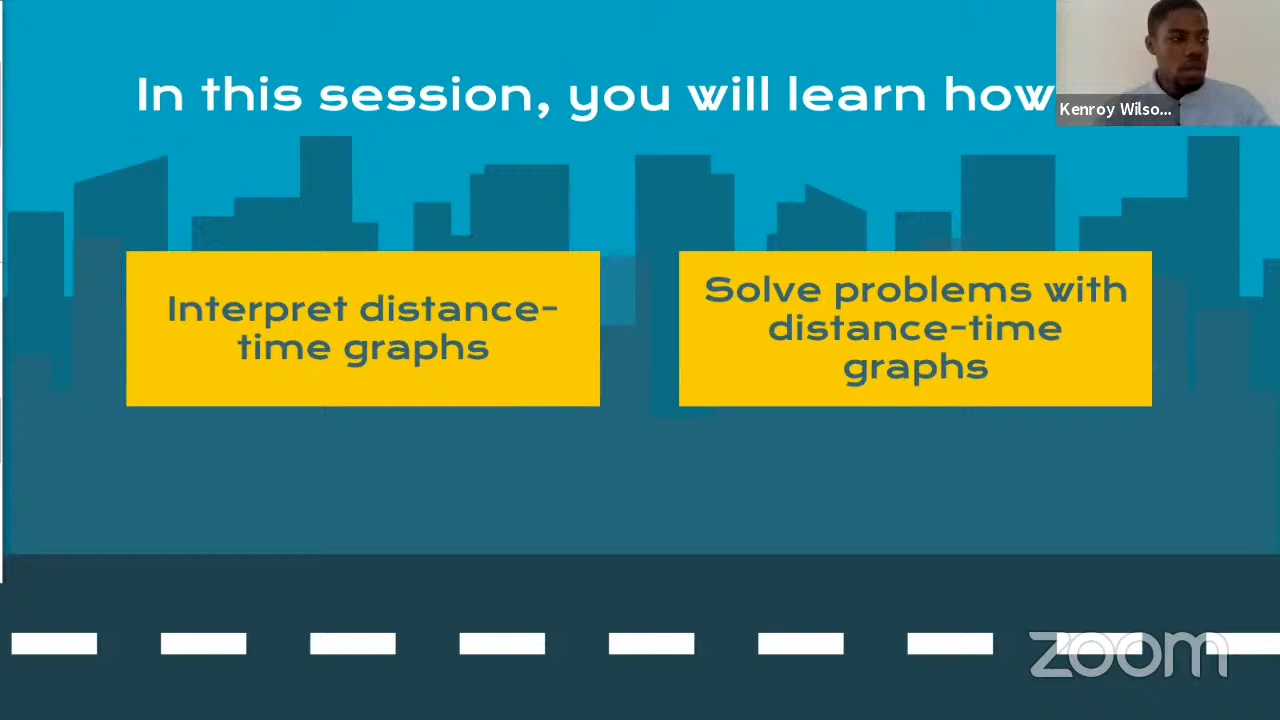 In this session, you will learn how
Kenroy Wilso...
Interpret distance-
time graphs
Solve problems with
distance-time
graphs
zoom